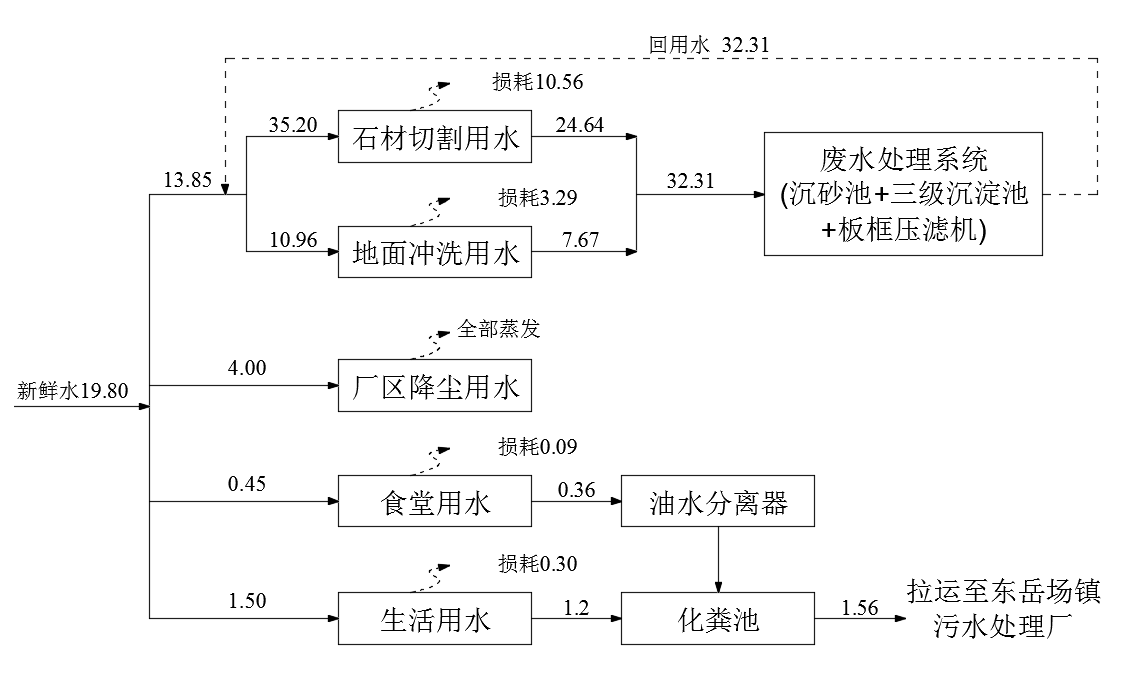 回用水 32.31
损耗10.56
35.20
石材切割用水
24.64
13.85
32.31
废水处理系统
(沉砂池+三级沉淀池
+板框压滤机)
损耗3.29
10.96
地面冲洗用水
7.67
全部蒸发
4.00
厂区降尘用水
新鲜水19.80
损耗0.09
0.45
食堂用水
0.36
油水分离器
损耗0.30
1.50
生活用水
1.2
化粪池
1.56
拉运至东岳场镇
污水处理厂